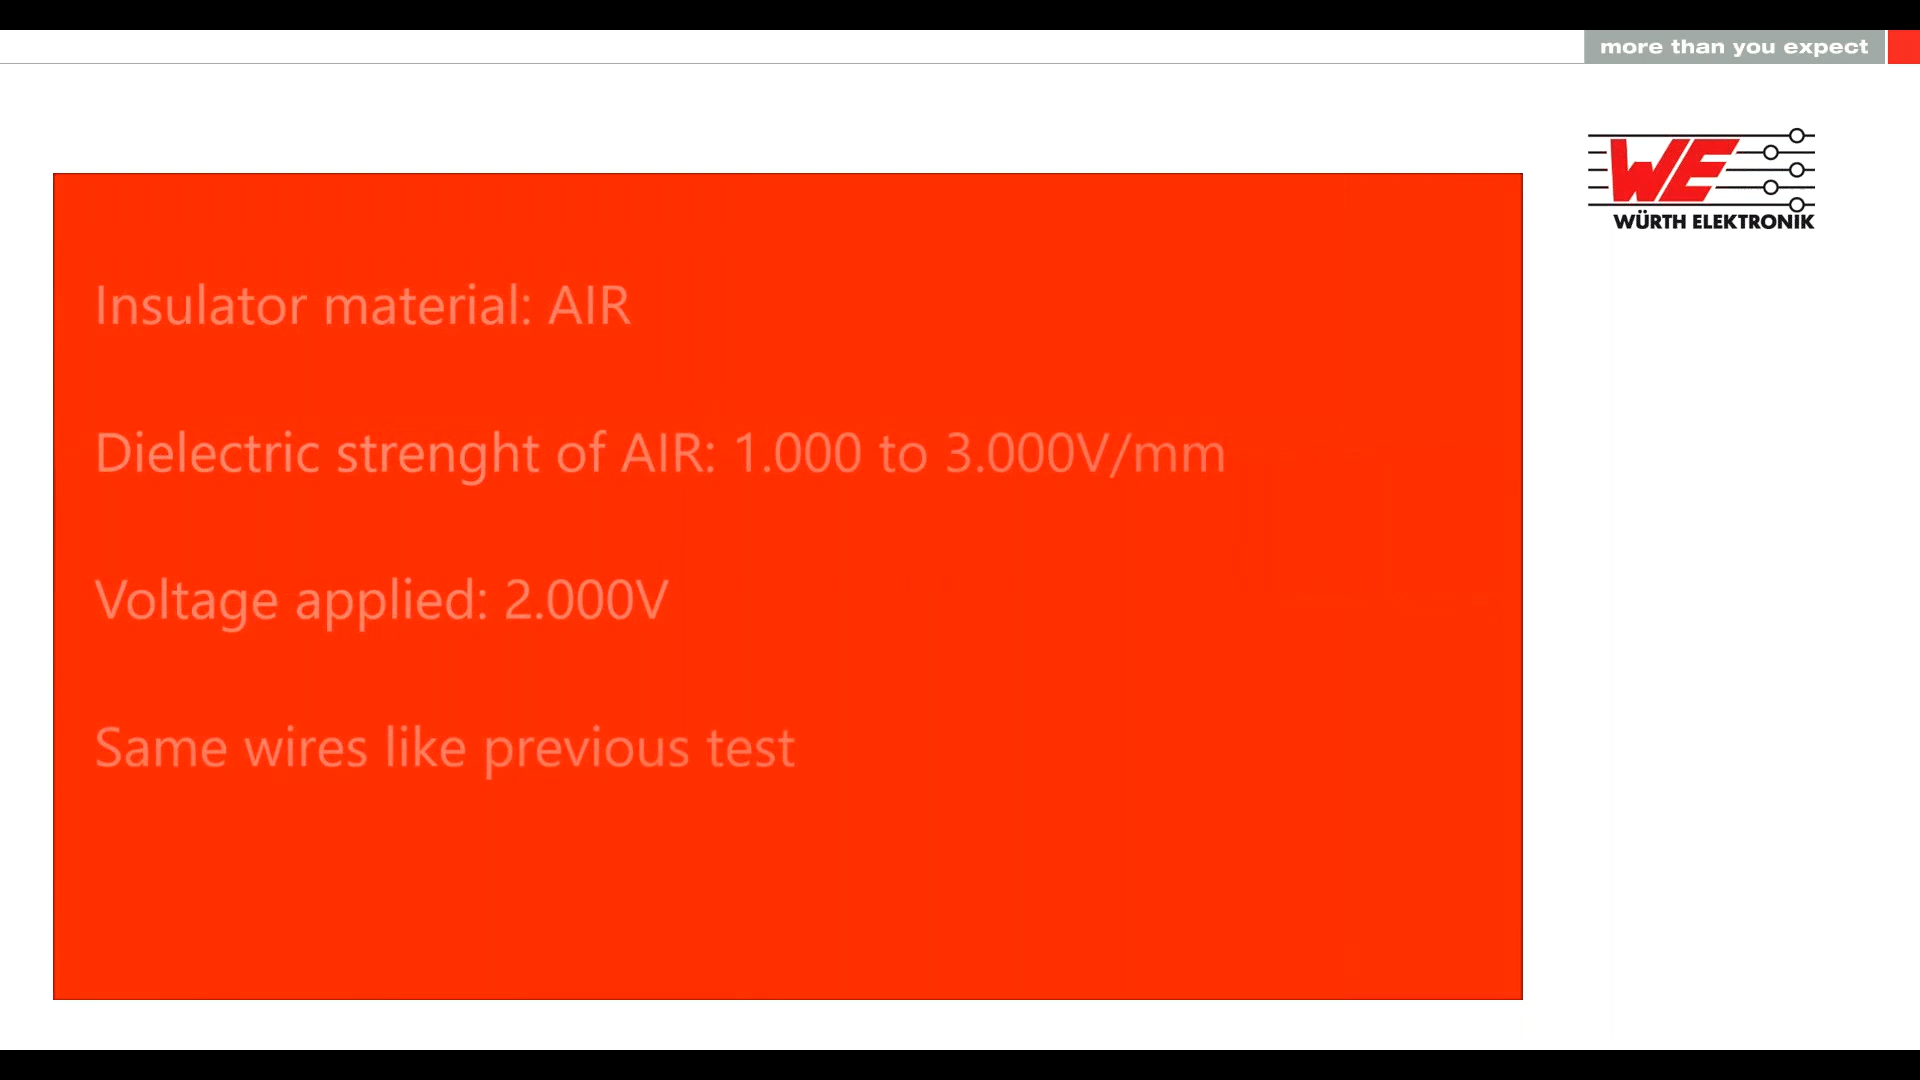 more than you expect
WE
WÜRTH ELEKTRONIK
Insulator material: AIR
Dielectric strenght of AIR: 1.000 to 3.000V/mm
Voltage applied: 2.000V
Same wires like previous test